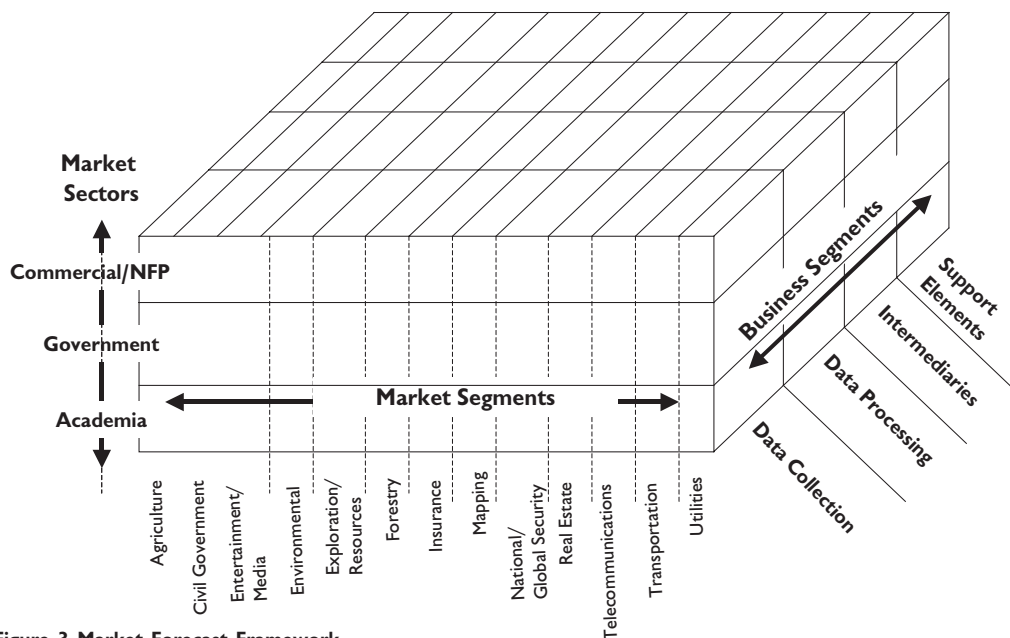 Market
Sectors
Commercial/NFP
Government
Academia
Market Segments
Business Segments
Support
Elements
Intermediaries
Data Processing
Data Collection
Agriculture
Civil Government
Entertainment/
Media
Environmental
Exploration/
Resources
Forestry
Insurance
Mapping
National/
Global Security
Real Estate
Telecommunications
Transportation
Utilities
Figure 3 Market Forecast Framework